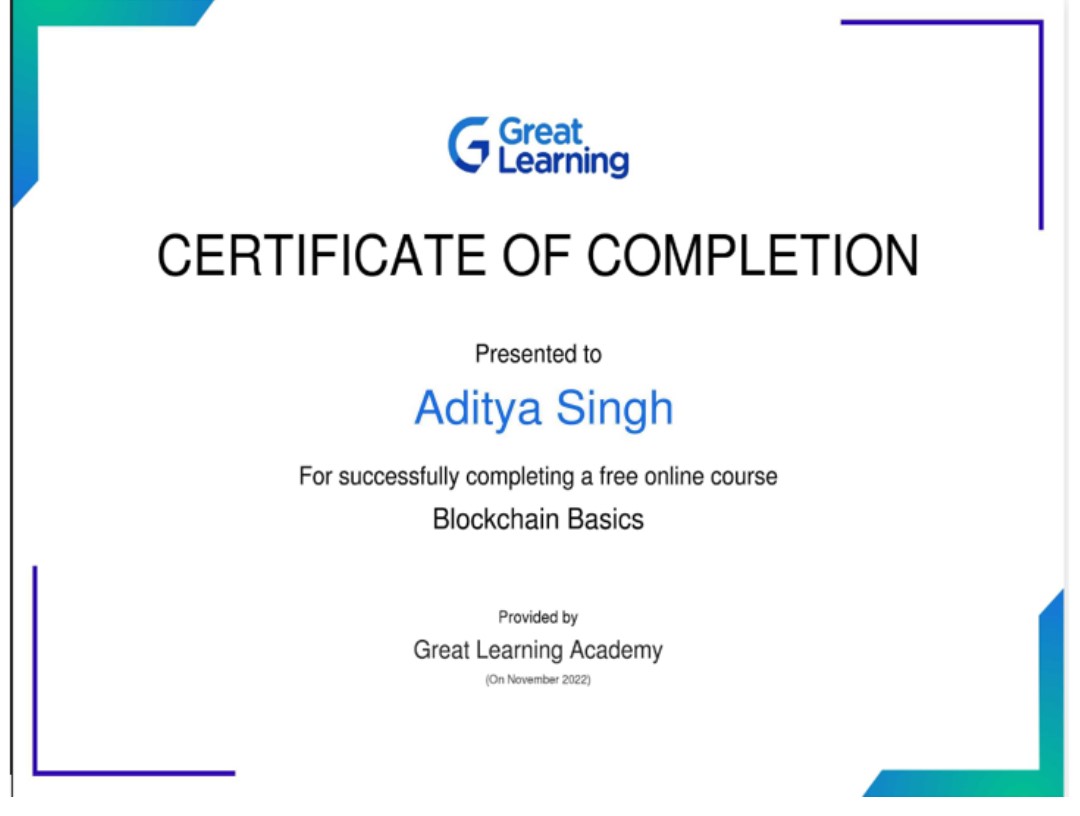 Great
Learning
CERTIFICATE OF COMPLETION
Presented to
Aditya Singh
For successfully completing a free online course
Blockchain Basics
Provided by
Great Learning Academy
(On November 2022)